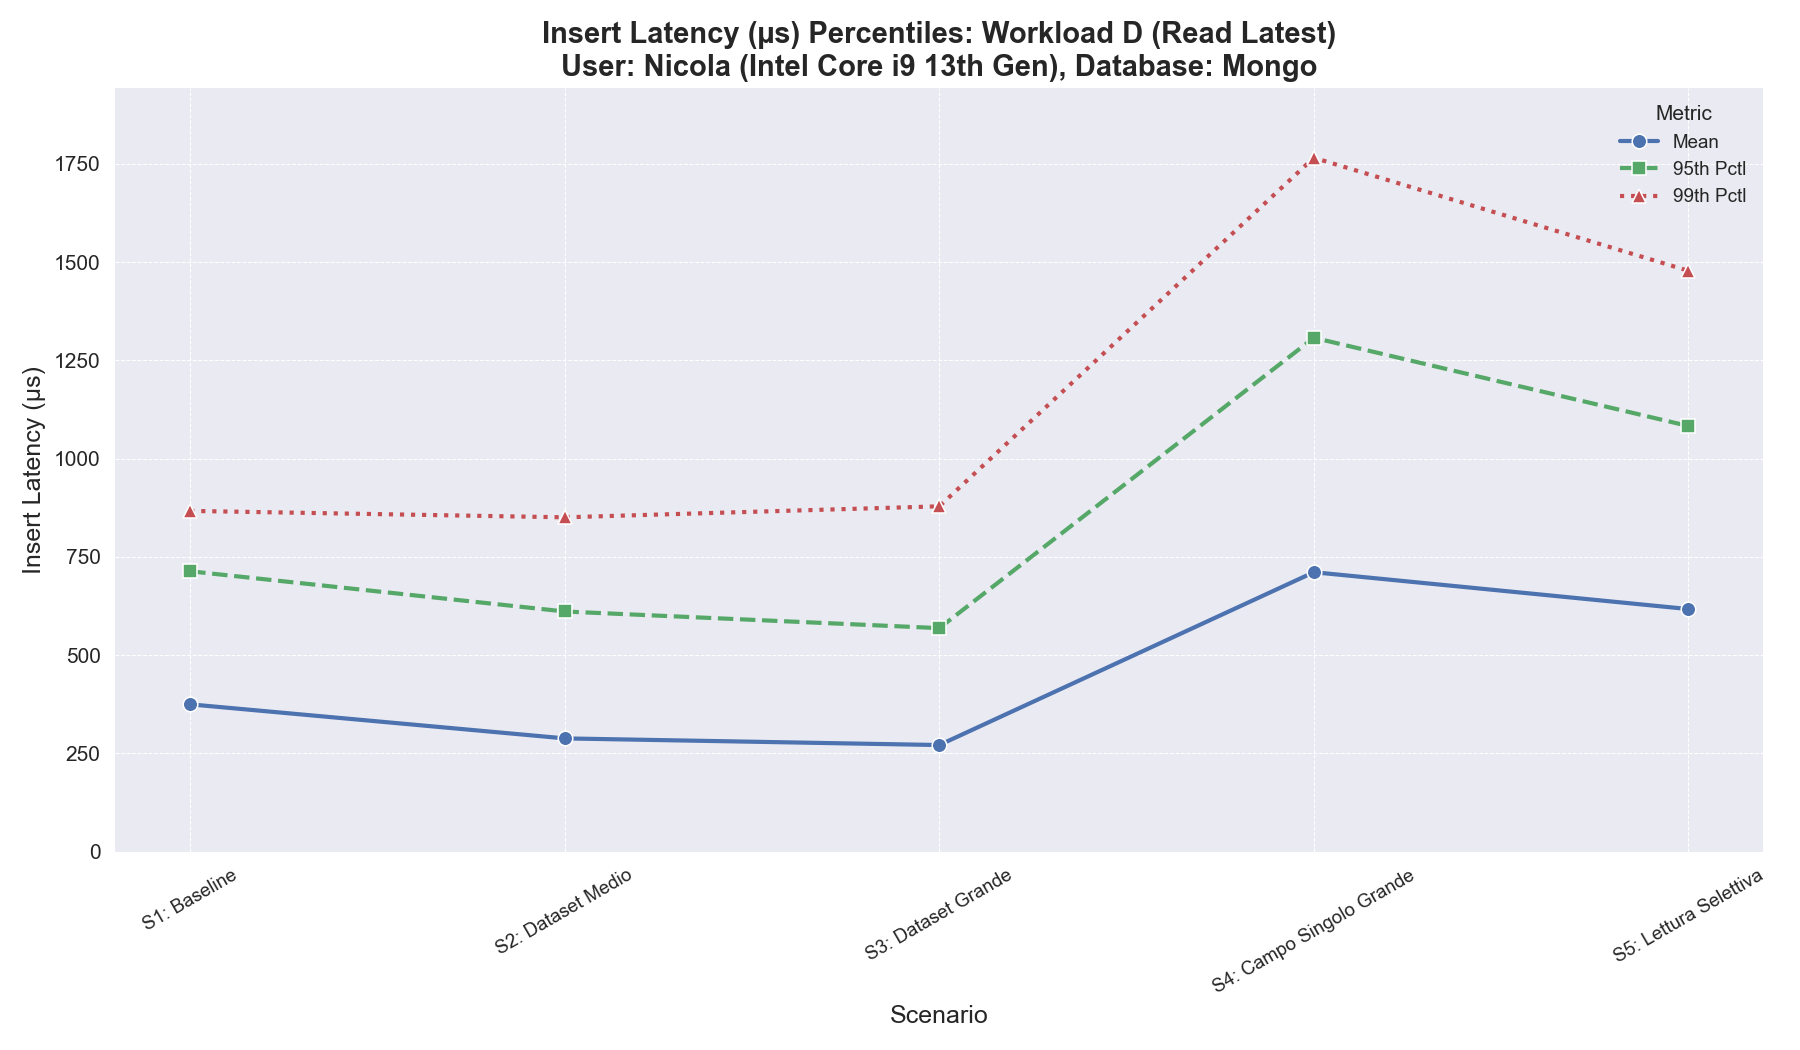 Insert Latency (µs) Percentiles: Workload D (Read Latest)
User: Nicola (Intel Core i9 13th Gen), Database: Mongo
Metric
Mean
95th Pctl
99th Pctl
Insert Latency (µs)
1750
1500
1250
1000
750
500
250
0
S1: Baseline
S2: Dataset Medio
S3: Dataset Grande
S4: Campo Singolo Grande
S5: Lettura Selettiva
Scenario